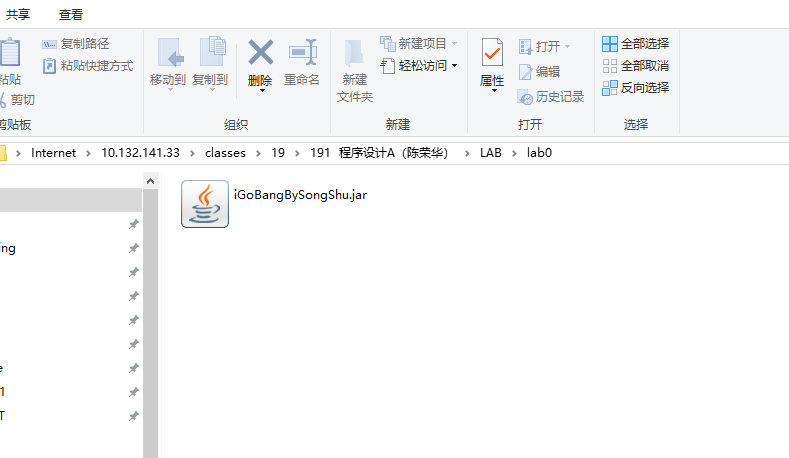 共享 查看
复制路径
粘贴快捷方式
粘贴
剪切
剪贴板
移动到 复制到 删除 重命名
组织
新建
文件夹
新建项目
轻松访问
新建
属性
打开
编辑
历史记录
打开
全部选择
全部取消
反向选择
选择
Internet > 10.132.141.33 > classes > 19 > 191 程序设计A（陈荣华） > LAB > lab0
iGoBangBySongShu.jar
ing
e
1
T